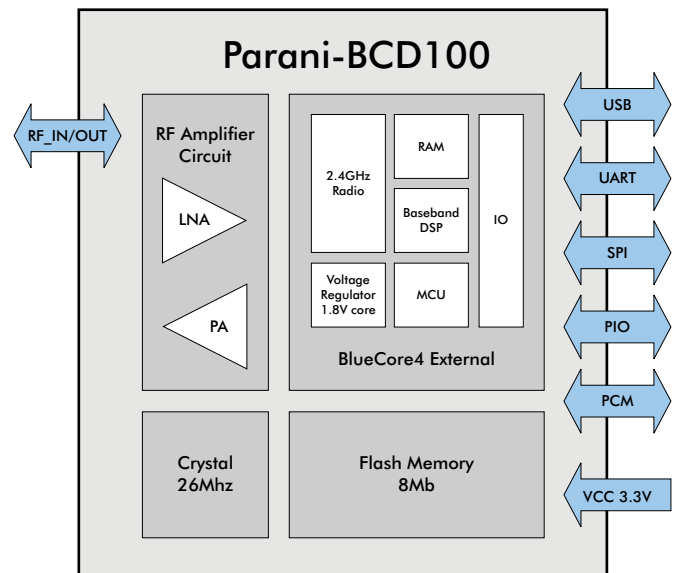 Parani-BCD100
RF_IN/OUT
RF Amplifier
Circuit
LNA
PA
2.4GHz
Radio
RAM
Baseband
DSP
IO
Voltage
Regulator
1.8V core
MCU
BlueCore4 External
Crystal
26Mhz
Flash Memory
8Mb
USB
UART
SPI
PIO
PCM
VCC 3.3V